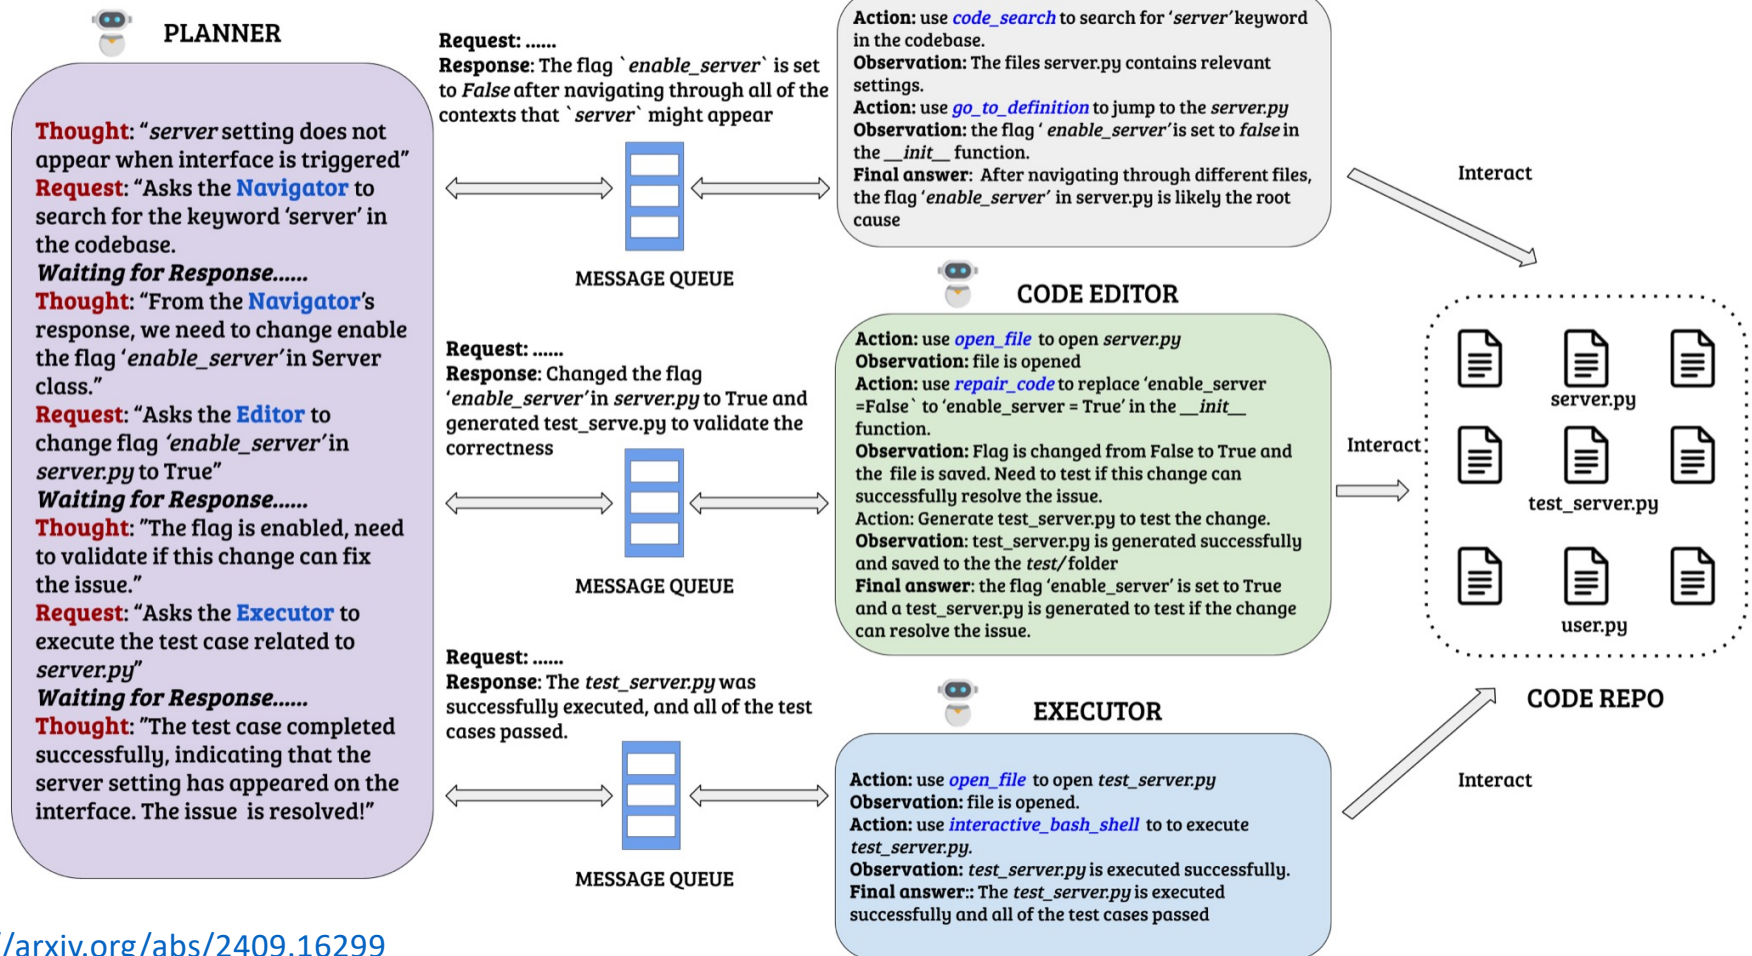 PLANNER
Thought: “server setting does not
appear when interface is triggered”
Request: “Asks the Navigator to
search for the keyword ‘server’ in
the codebase.
Waiting for Response......
Thought: “From the Navigator’s
response, we need to change enable
the flag ‘enable_server’ in Server
class.”
Request: “Asks the Editor to
change flag ‘enable_server’ in
server.py to True”
Waiting for Response......
Thought: ”The flag is enabled, need
to validate if this change can fix
the issue.”
Request: “Asks the Executor to
execute the test case related to
server.py”
Waiting for Response......
Thought: ”The test case completed
successfully, indicating that the
server setting has appeared on the
interface. The issue is resolved!”
Request: ......
Response: The flag `enable_server` is set
to False after navigating through all of the
contexts that `server` might appear
MESSAGE QUEUE
Request: ......
Response: Changed the flag
‘enable_server’ in server.py to True and
generated test_serve.py to validate the
correctness
MESSAGE QUEUE
Request: ......
Response: The test_server.py was
successfully executed, and all of the test
cases passed.
MESSAGE QUEUE
Action: use code_search to search for ‘server’ keyword
in the codebase.
Observation: The files server.py contains relevant
settings.
Action: use go_to_definition to jump to the server.py
Observation: the flag ‘ enable_server’ is set to false in
the __init__ function.
Final answer: After navigating through different files,
the flag ‘enable_server’ in server.py is likely the root
cause
CODE EDITOR
Action: use open_file to open server.py
Observation: file is opened
Action: use repair_code to replace ‘enable_server
=False` to ‘enable_server = True’ in the __init__
function.
Observation: Flag is changed from False to True and
the file is saved. Need to test if this change can
successfully resolve the issue.
Action: Generate test_server.py to test the change.
Observation: test_server.py is generated successfully
and saved to the the test/ folder
Final answer: the flag ‘enable_server’ is set to True
and a test_server.py is generated to test if the change
can resolve the issue.
EXECUTOR
Action: use open_file to open test_server.py
Observation: file is opened.
Action: use interactive_bash_shell to to execute
test_server.py.
Observation: test_server.py is executed successfully.
Final answer:: The test_server.py is executed
successfully and all of the test cases passed
Interact
Interact
Interact
server.py
test_server.py
user.py
CODE REPO
//arxiv.org/abs/2409.16299